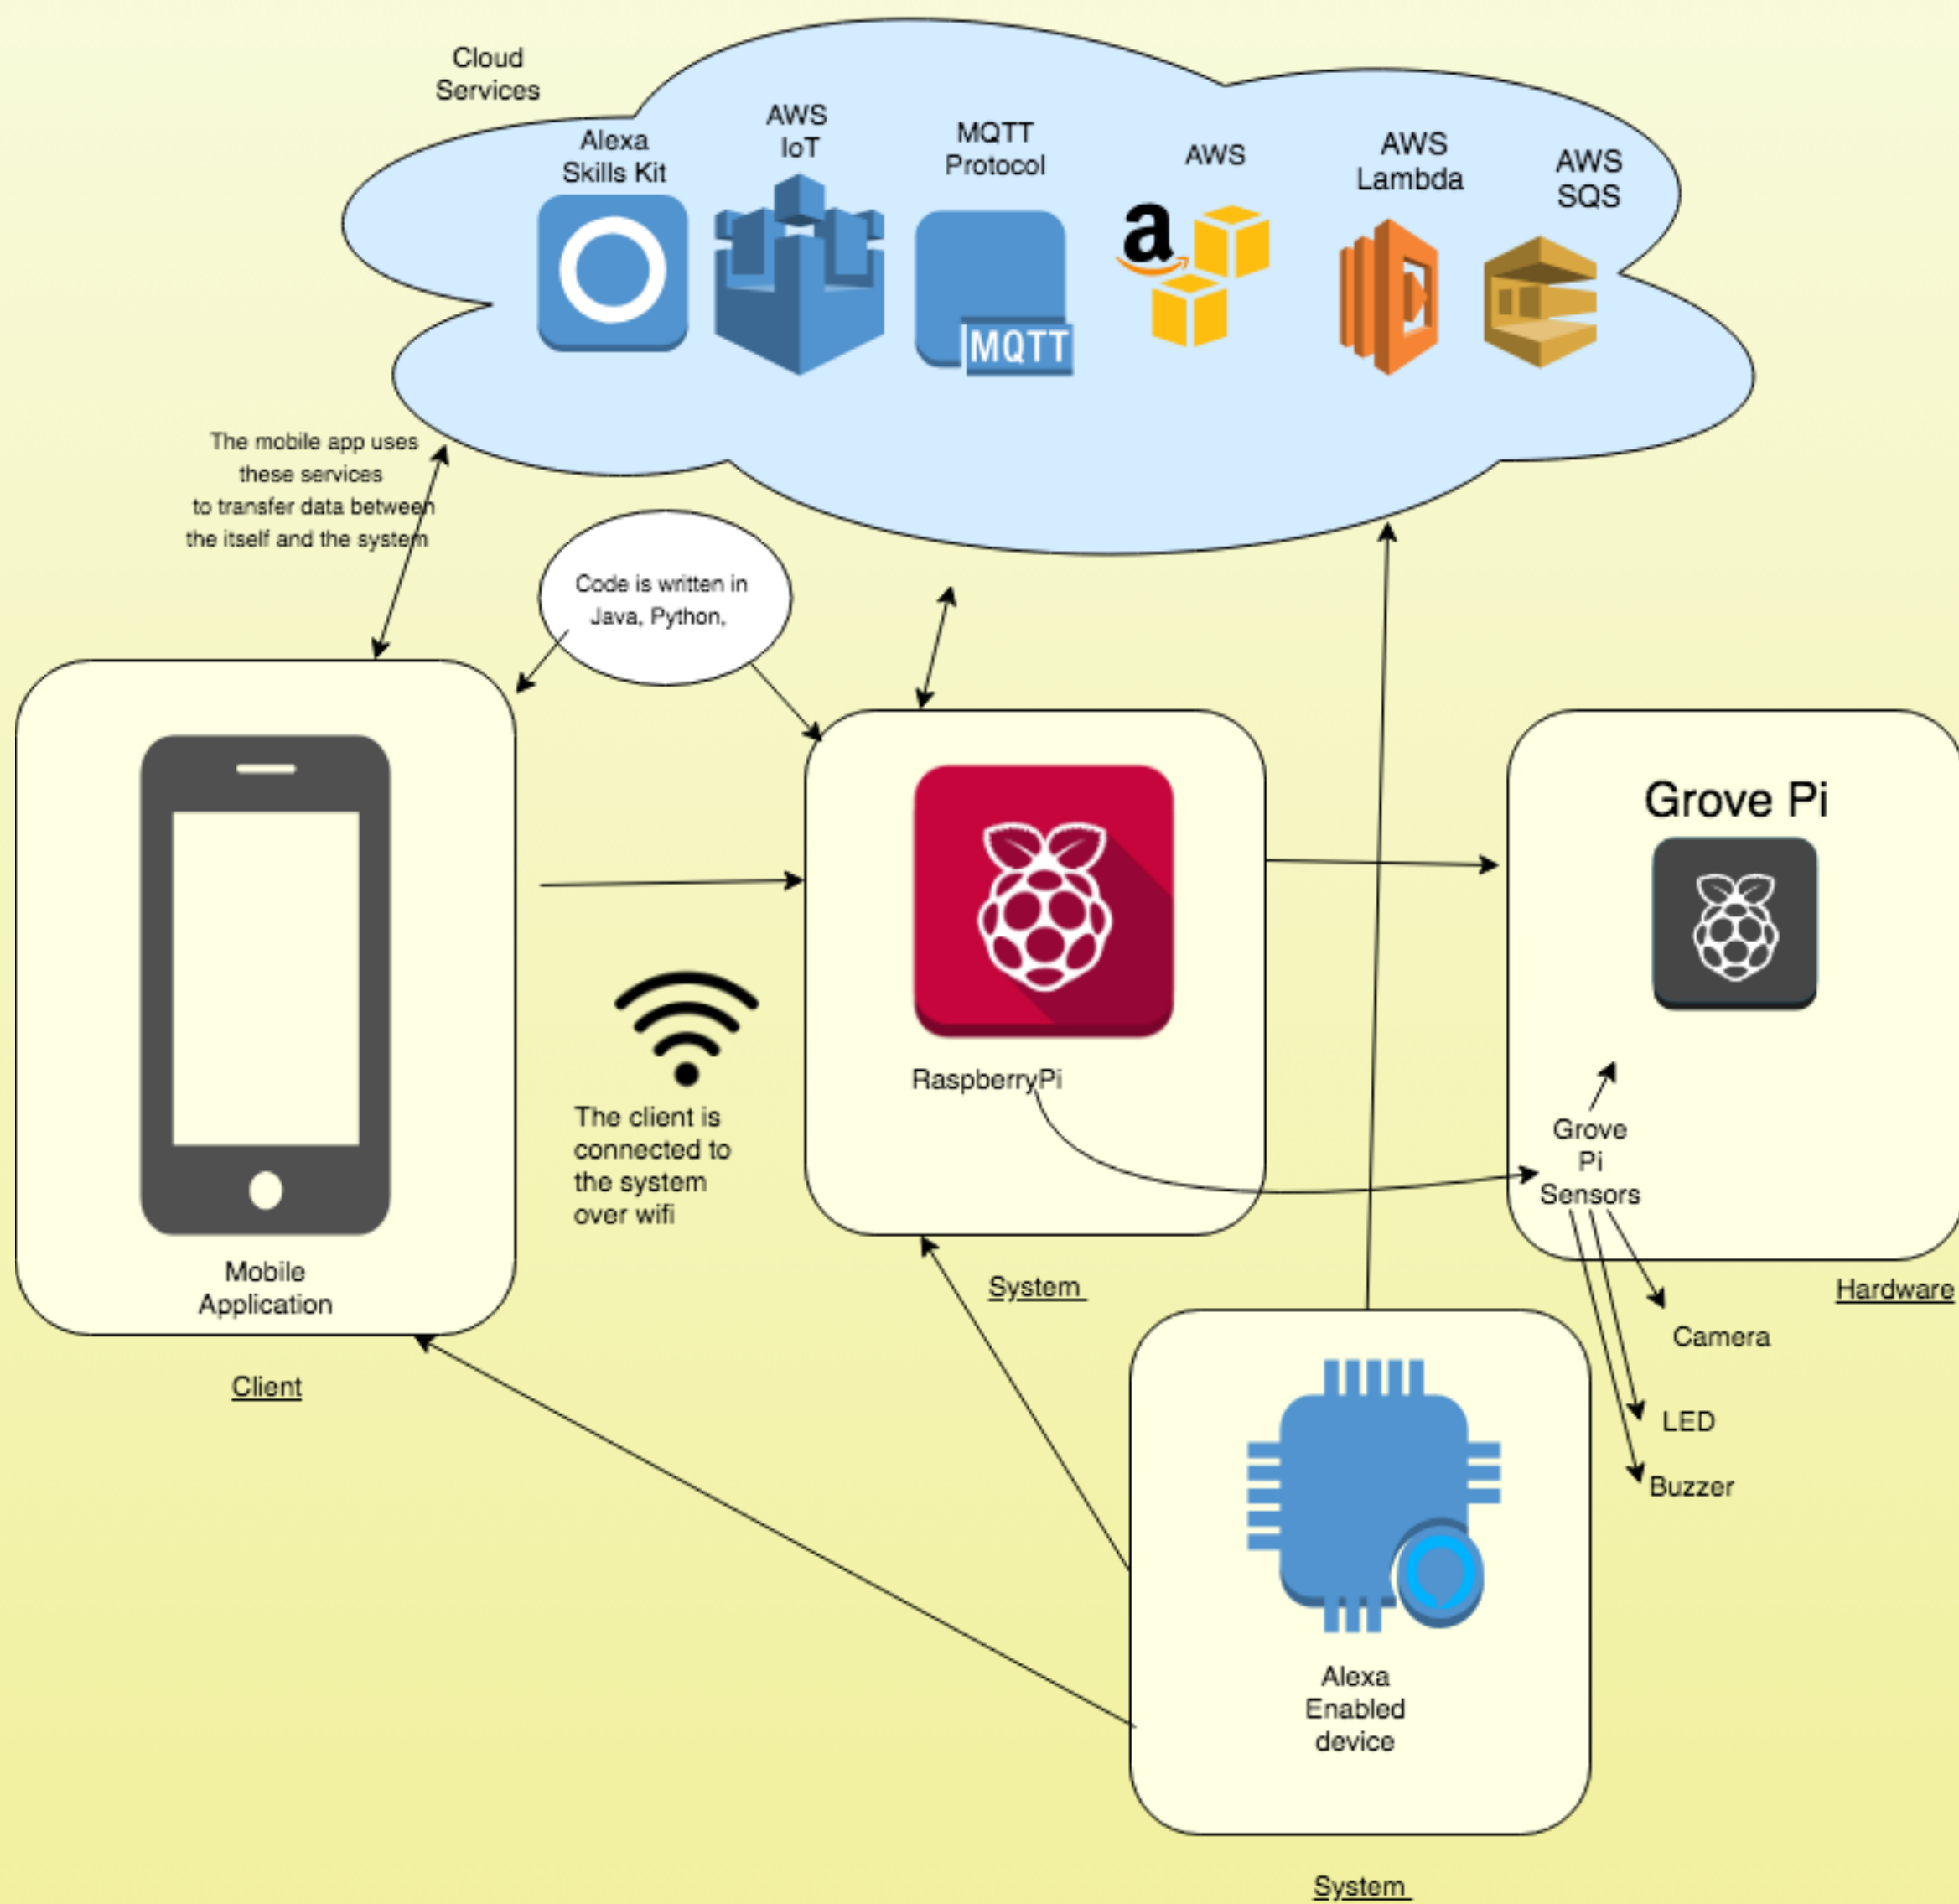 Cloud
Services
Alexa
Skills Kit
AWS
IoT
MQTT
Protocol
MQTT
AWS
a
AWS
Lambda
AWS
SQS
The mobile app uses
these services
to transfer data between
the itself and the system
Code is written in
Java, Python,
Mobile
Application
Client
The client is
connected to
the system
over wifi
RaspberryPi
System
Grove Pi
Grove
Pi
Sensors
Hardware
Camera
LED
Buzzer
Alexa
Enabled
device
System